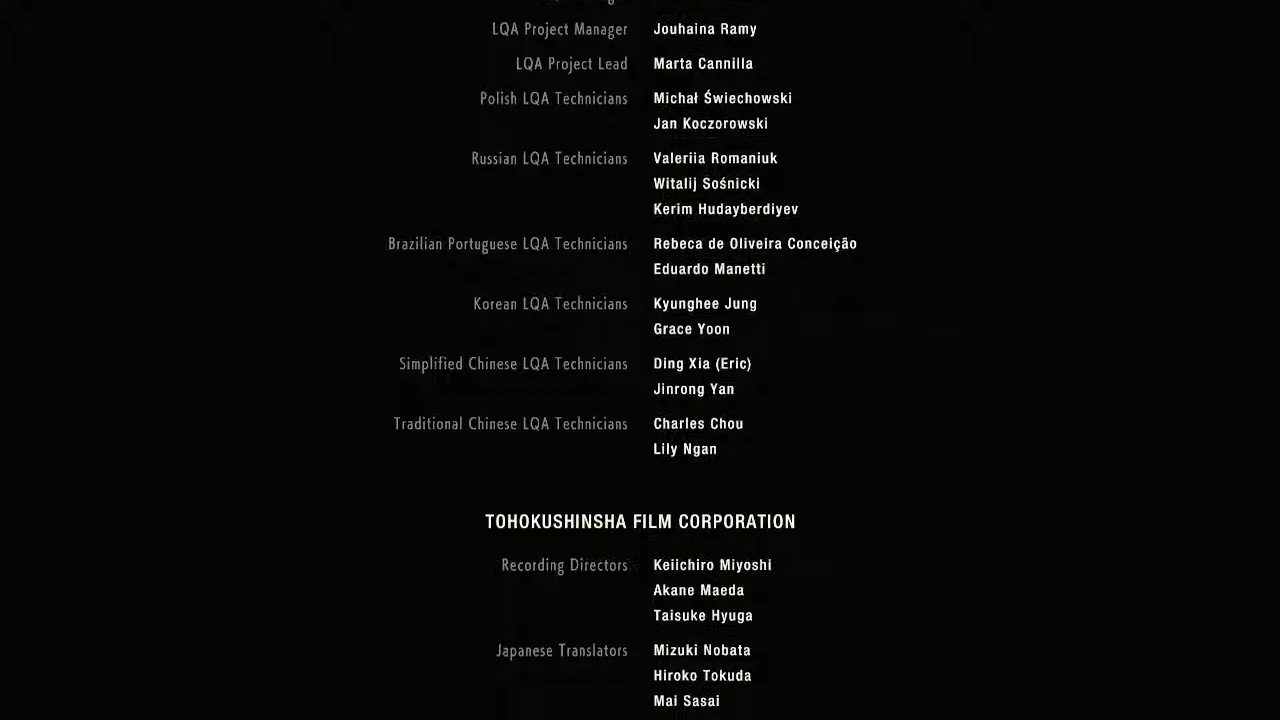 LQA Project Manager Jouhaina Ramy
LQA Project Lead Marta Cannilla
Polish LQA Technicians Michał Świechowski
Jan Koczorowski
Russian LQA Technicians Valeriia Romaniuk
Witalij Sośnicki
Kerim Hudayberdiyev
Brazilian Portuguese LQA Technicians Rebeca de Oliveira Conceição
Eduardo Manetti
Korean LQA Technicians Kyunghee Jung
Grace Yoon
Simplified Chinese LQA Technicians Ding Xia (Eric)
Jinrong Yan
Traditional Chinese LQA Technicians Charles Chou
Lily Ngan
TOHOKUSHINSHA FILM CORPORATION
Recording Directors Keiichiro Miyoshi
Akane Maeda
Taisuke Hyuga
Japanese Translators Mizuki Nobata
Hiroko Tokuda
Mai Sasai